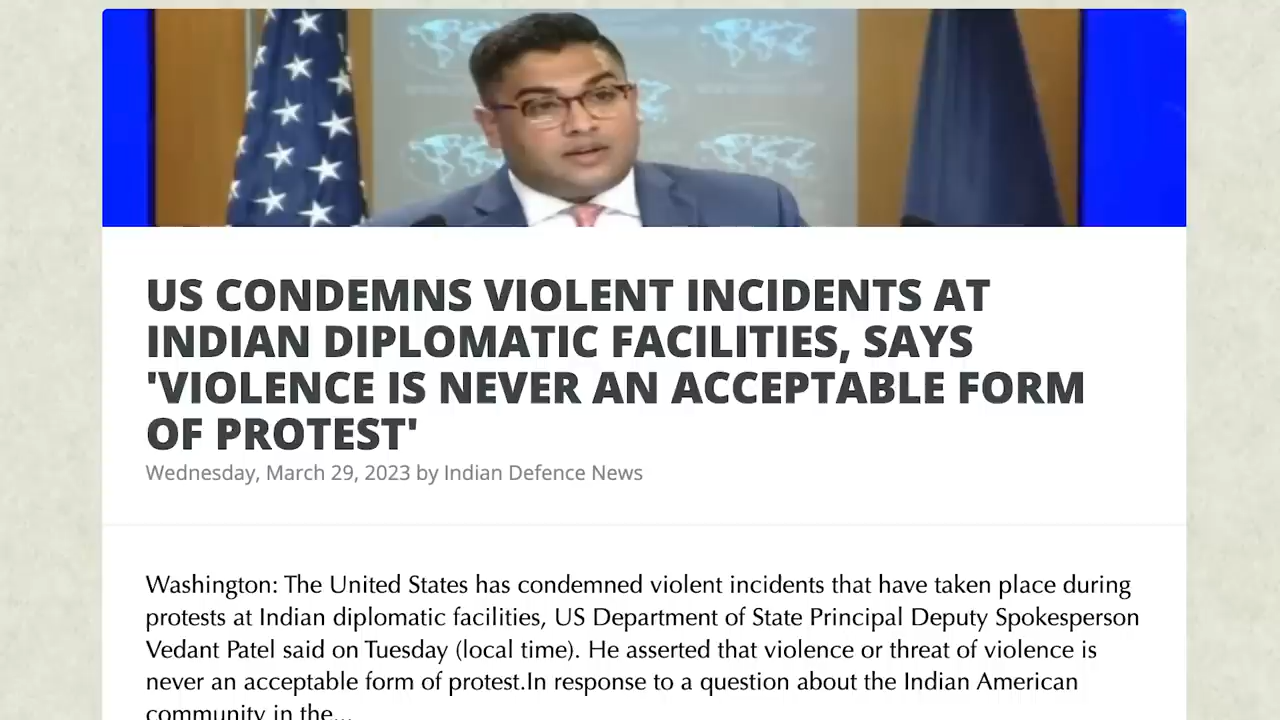 US CONDEMNS VIOLENT INCIDENTS AT
INDIAN DIPLOMATIC FACILITIES, SAYS
'VIOLENCE IS NEVER AN ACCEPTABLE FORM
OF PROTEST'
Wednesday, March 29, 2023 by Indian Defence News
Washington: The United States has condemned violent incidents that have taken place during
protests at Indian diplomatic facilities, US Department of State Principal Deputy Spokesperson
Vedant Patel said on Tuesday (local time). He asserted that violence or threat of violence is
never an acceptable form of protest.In response to a question about the Indian American
community in the...